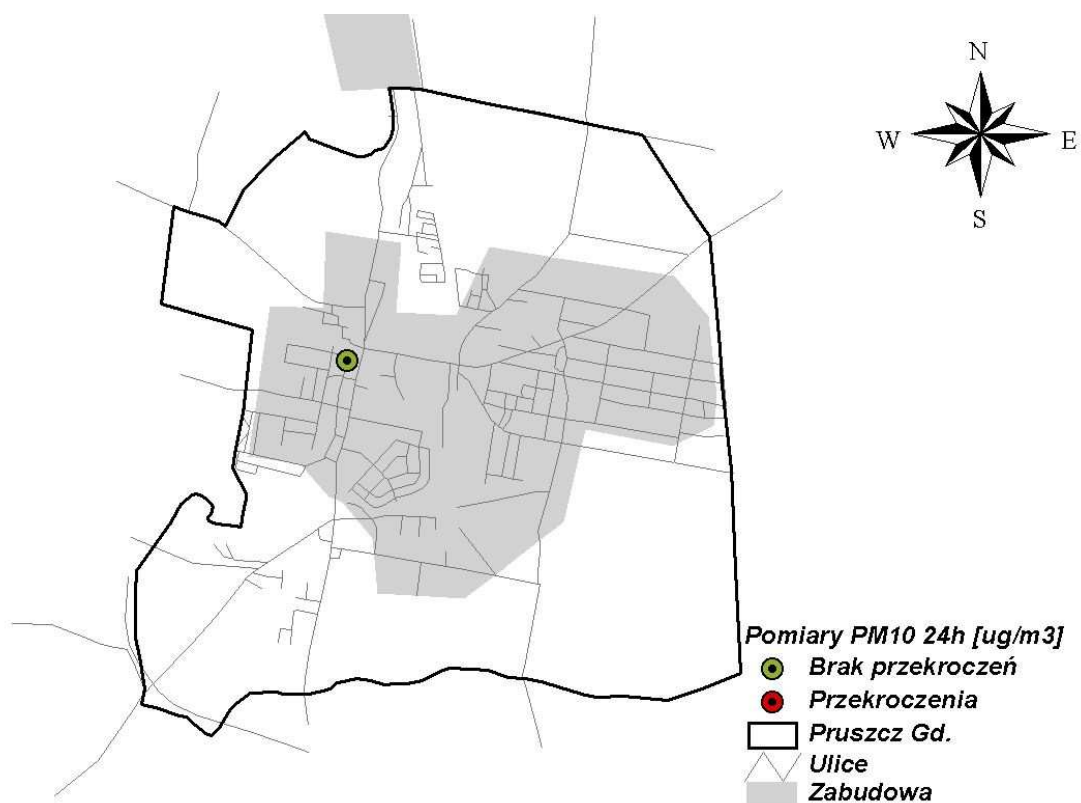 N
W E
S
Pomiary PM10 24h [ug/m3]
Brak przekroczeń
Przekroczenia
Pruszcz Gd.
Ulice
Zabudowa